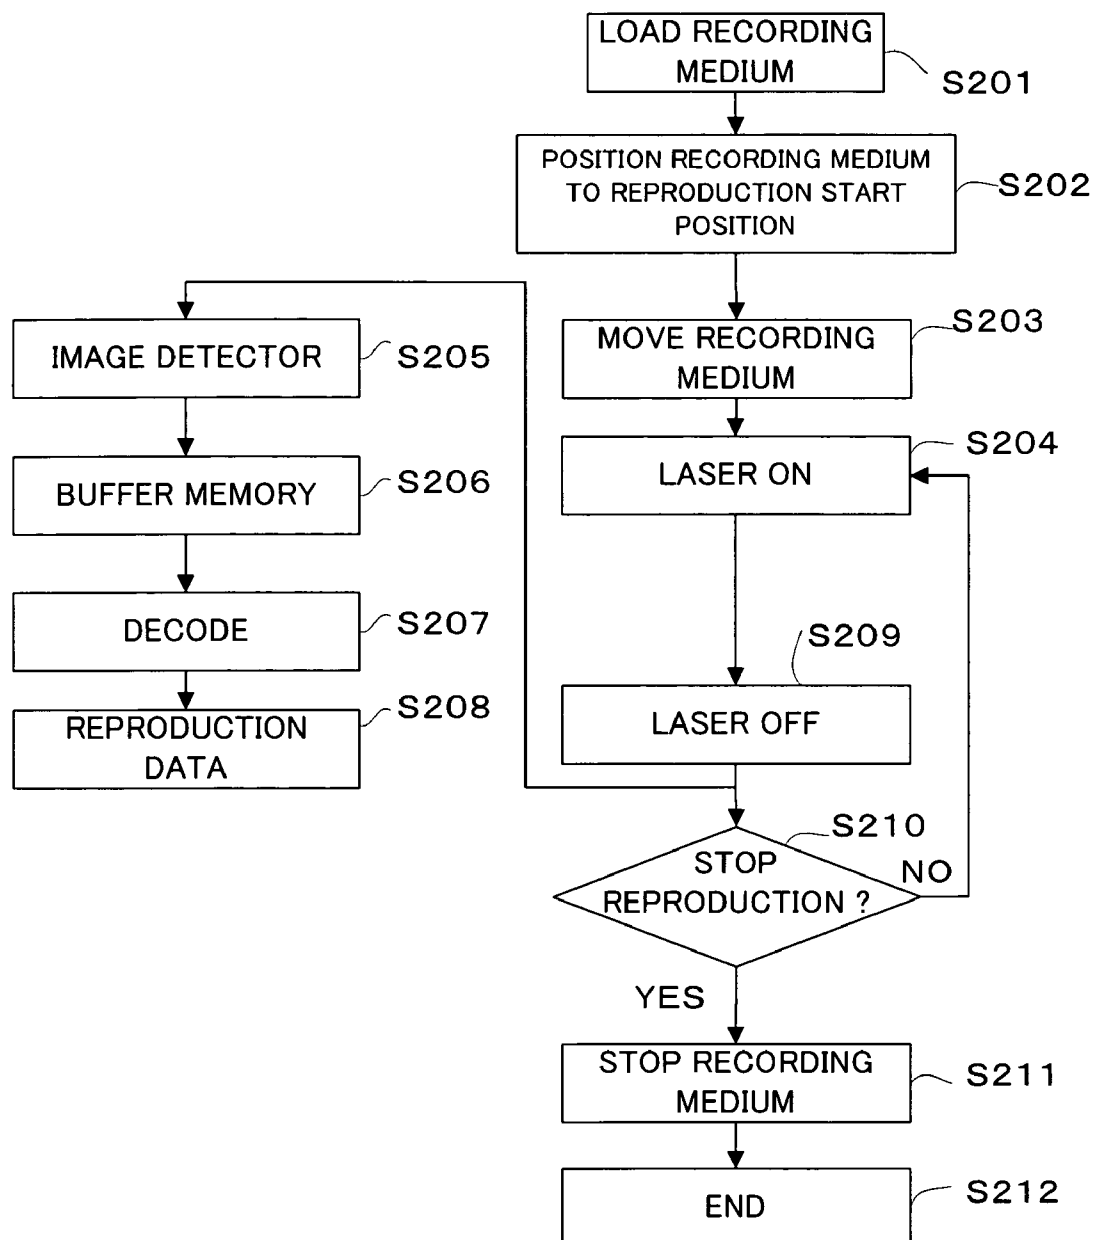 LOAD RECORDING
MEDIUM
S201
POSITION RECORDING MEDIUM
TO REPRODUCTION START
POSITION
S202
MOVE RECORDING
MEDIUM
S203
LASER ON
S204
IMAGE DETECTOR
S205
BUFFER MEMORY
S206
DECODE
S207
REPRODUCTION
DATA
S208
LASER OFF
S209
STOP
REPRODUCTION ?
S210
NO
YES
STOP RECORDING
MEDIUM
S211
END
S212